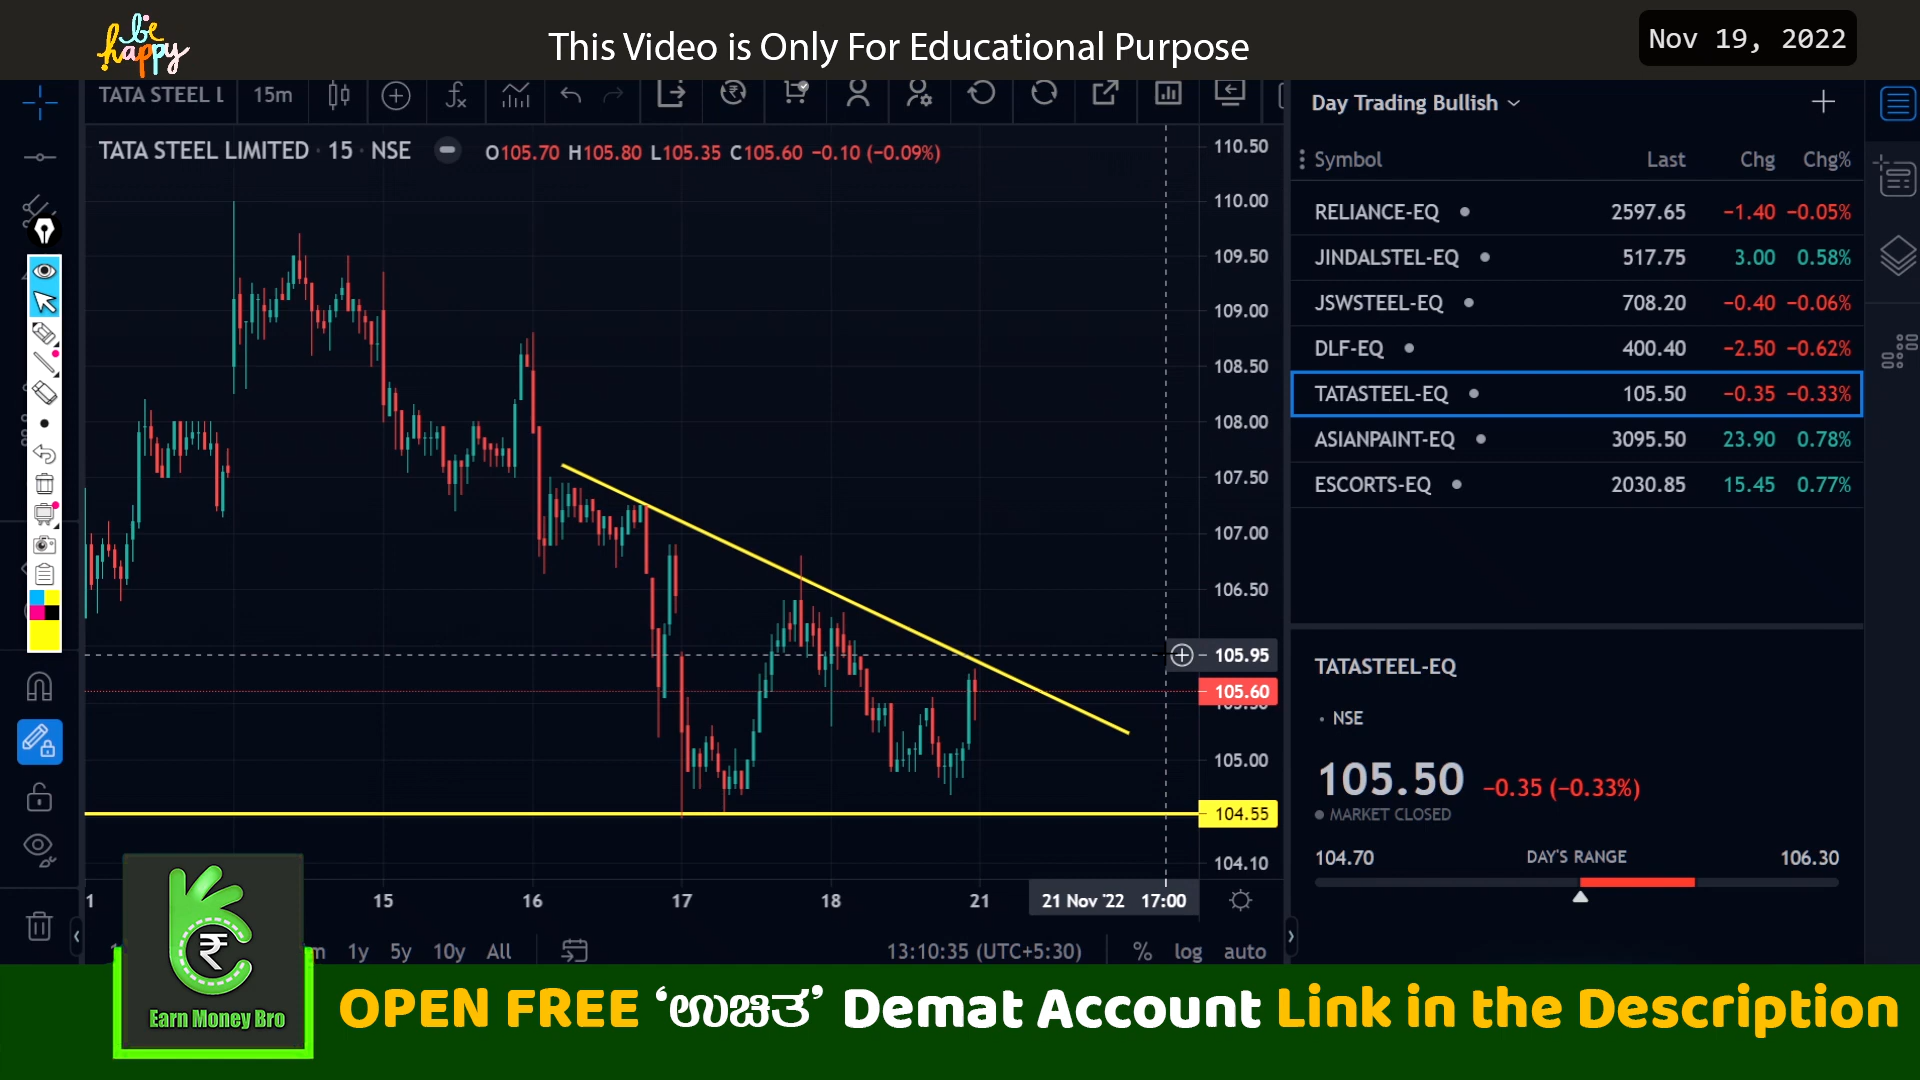 be
happy
This Video is Only For Educational Purpose
Nov 19, 2022
TATA STEEL L
15m
Day Trading Bullish
TATA STEEL LIMITED · 15 · NSE
O105.70 H105.80 L105.35 C105.60 −0.10 (−0.09%)
Symbol Last Chg Chg%
RELIANCE-EQ 2597.65 −1.40 −0.05%
JINDALSTEL-EQ 517.75 3.00 0.58%
JSWSTEEL-EQ 708.20 −0.40 −0.06%
DLF-EQ 400.40 −2.50 −0.62%
TATASTEEL-EQ 105.50 −0.35 −0.33%
ASIANPAINT-EQ 3095.50 23.90 0.78%
ESCORTS-EQ 2030.85 15.45 0.77%
110.50
110.00
109.50
109.00
108.50
108.00
107.50
107.00
106.50
105.95
105.60
105.00
104.55
104.10
TATASTEEL-EQ
NSE
105.50 −0.35 (−0.33%)
MARKET CLOSED
104.70 DAY'S RANGE 106.30
1 15 16 17 18 21 21 Nov '22 17:00
m 1y 5y 10y All
13:10:35 (UTC+5:30) % log auto
Earn Money Bro
OPEN FREE ‘ಉಚಿತ’ Demat Account Link in the Description